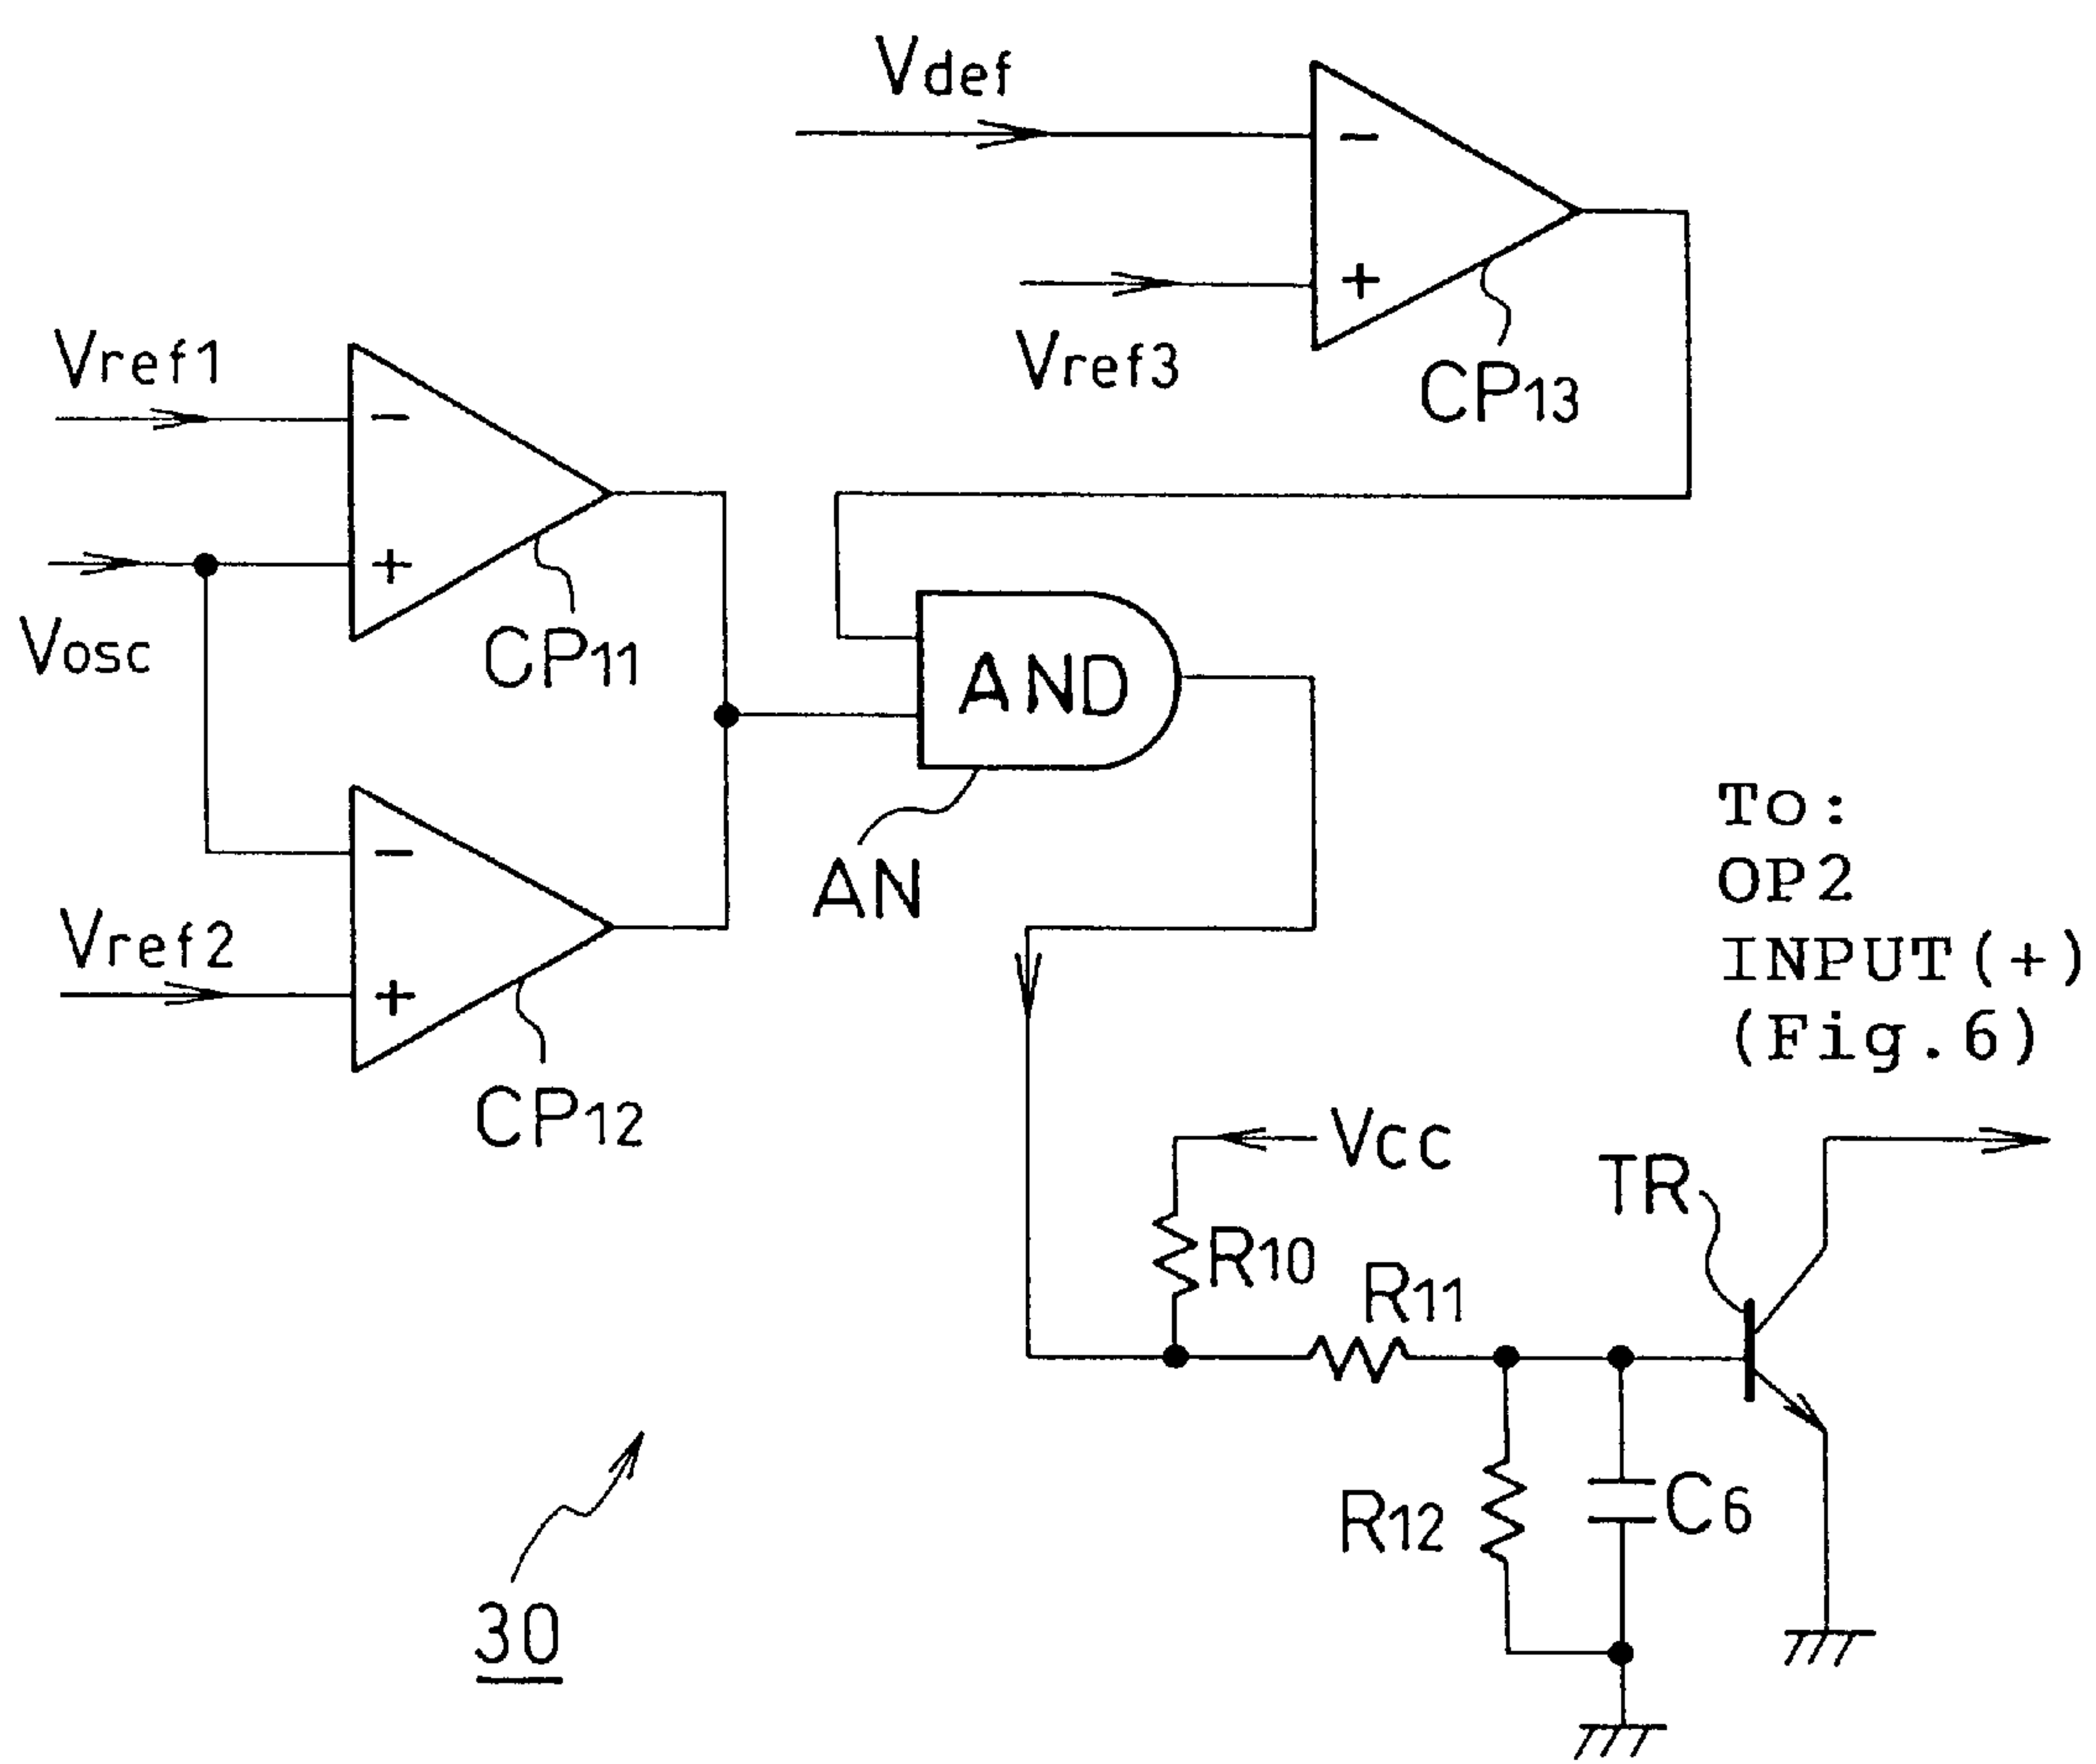 Vdef
−
+
Vref3
CP13
Vref1
−
+
Vosc
CP11
AND
AN
−
+
Vref2
CP12
To:
OP2
INPUT(+)
(Fig.6)
Vcc
TR
R10
R11
R12
C6
30